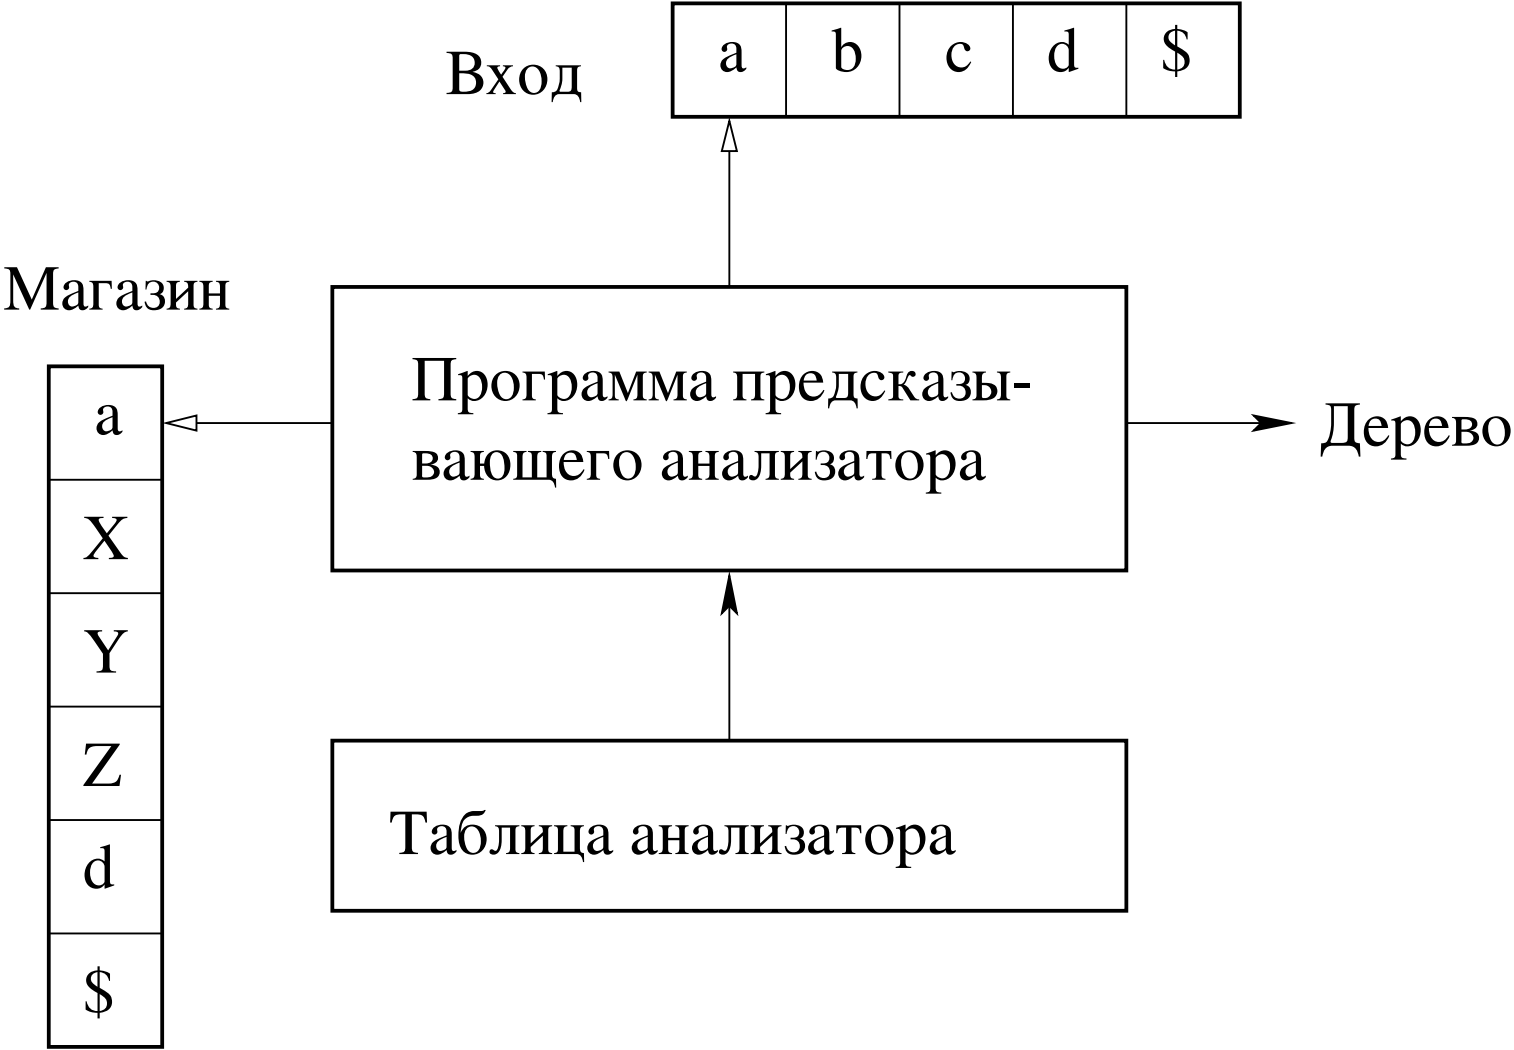 Вход
a b c d $
Магазин
a
X
Y
Z
d
$
Программа предсказы-
вающего анализатора
Дерево
Таблица анализатора